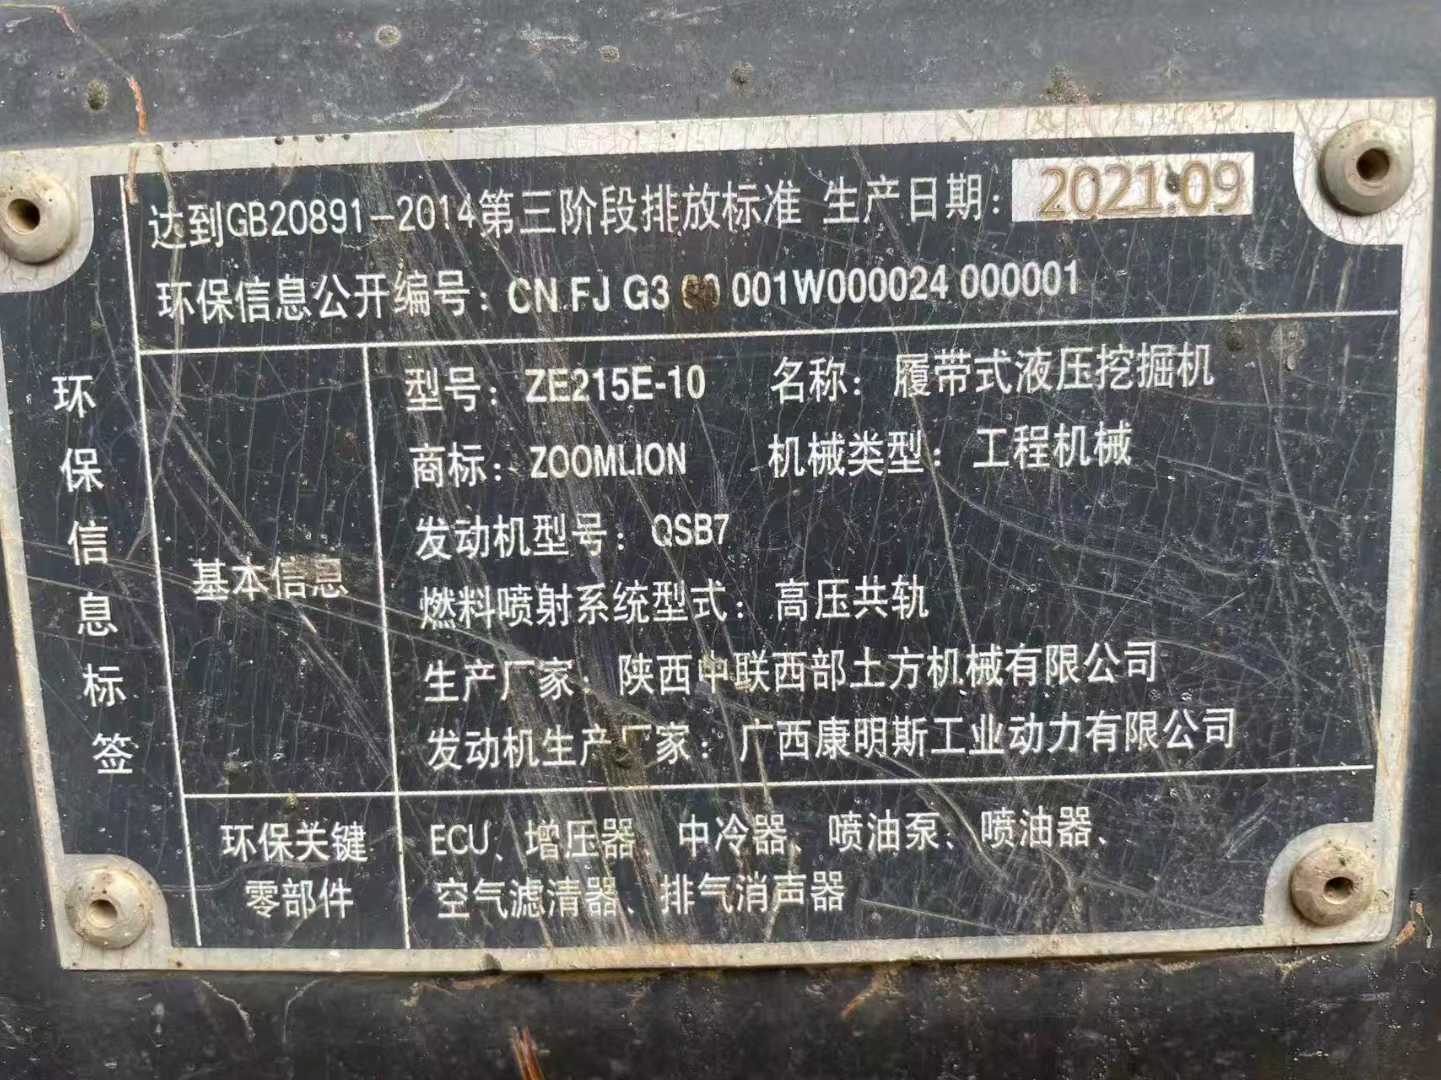 达到GB20891-2014第三阶段排放标准 生产日期: 2021.09
环保信息公开编号: CN FJ G3 001W000024 000001
环保信息标签
基本信息
型号: ZE215E-10 名称: 履带式液压挖掘机
商标: ZOOMLION 机械类型: 工程机械
发动机型号: QSB7
燃料喷射系统型式: 高压共轨
生产厂家: 陕西中联西部土方机械有限公司
发动机生产厂家: 广西康明斯工业动力有限公司
环保关键零部件
ECU、增压器、中冷器、喷油泵、喷油器、
空气滤清器、排气消声器